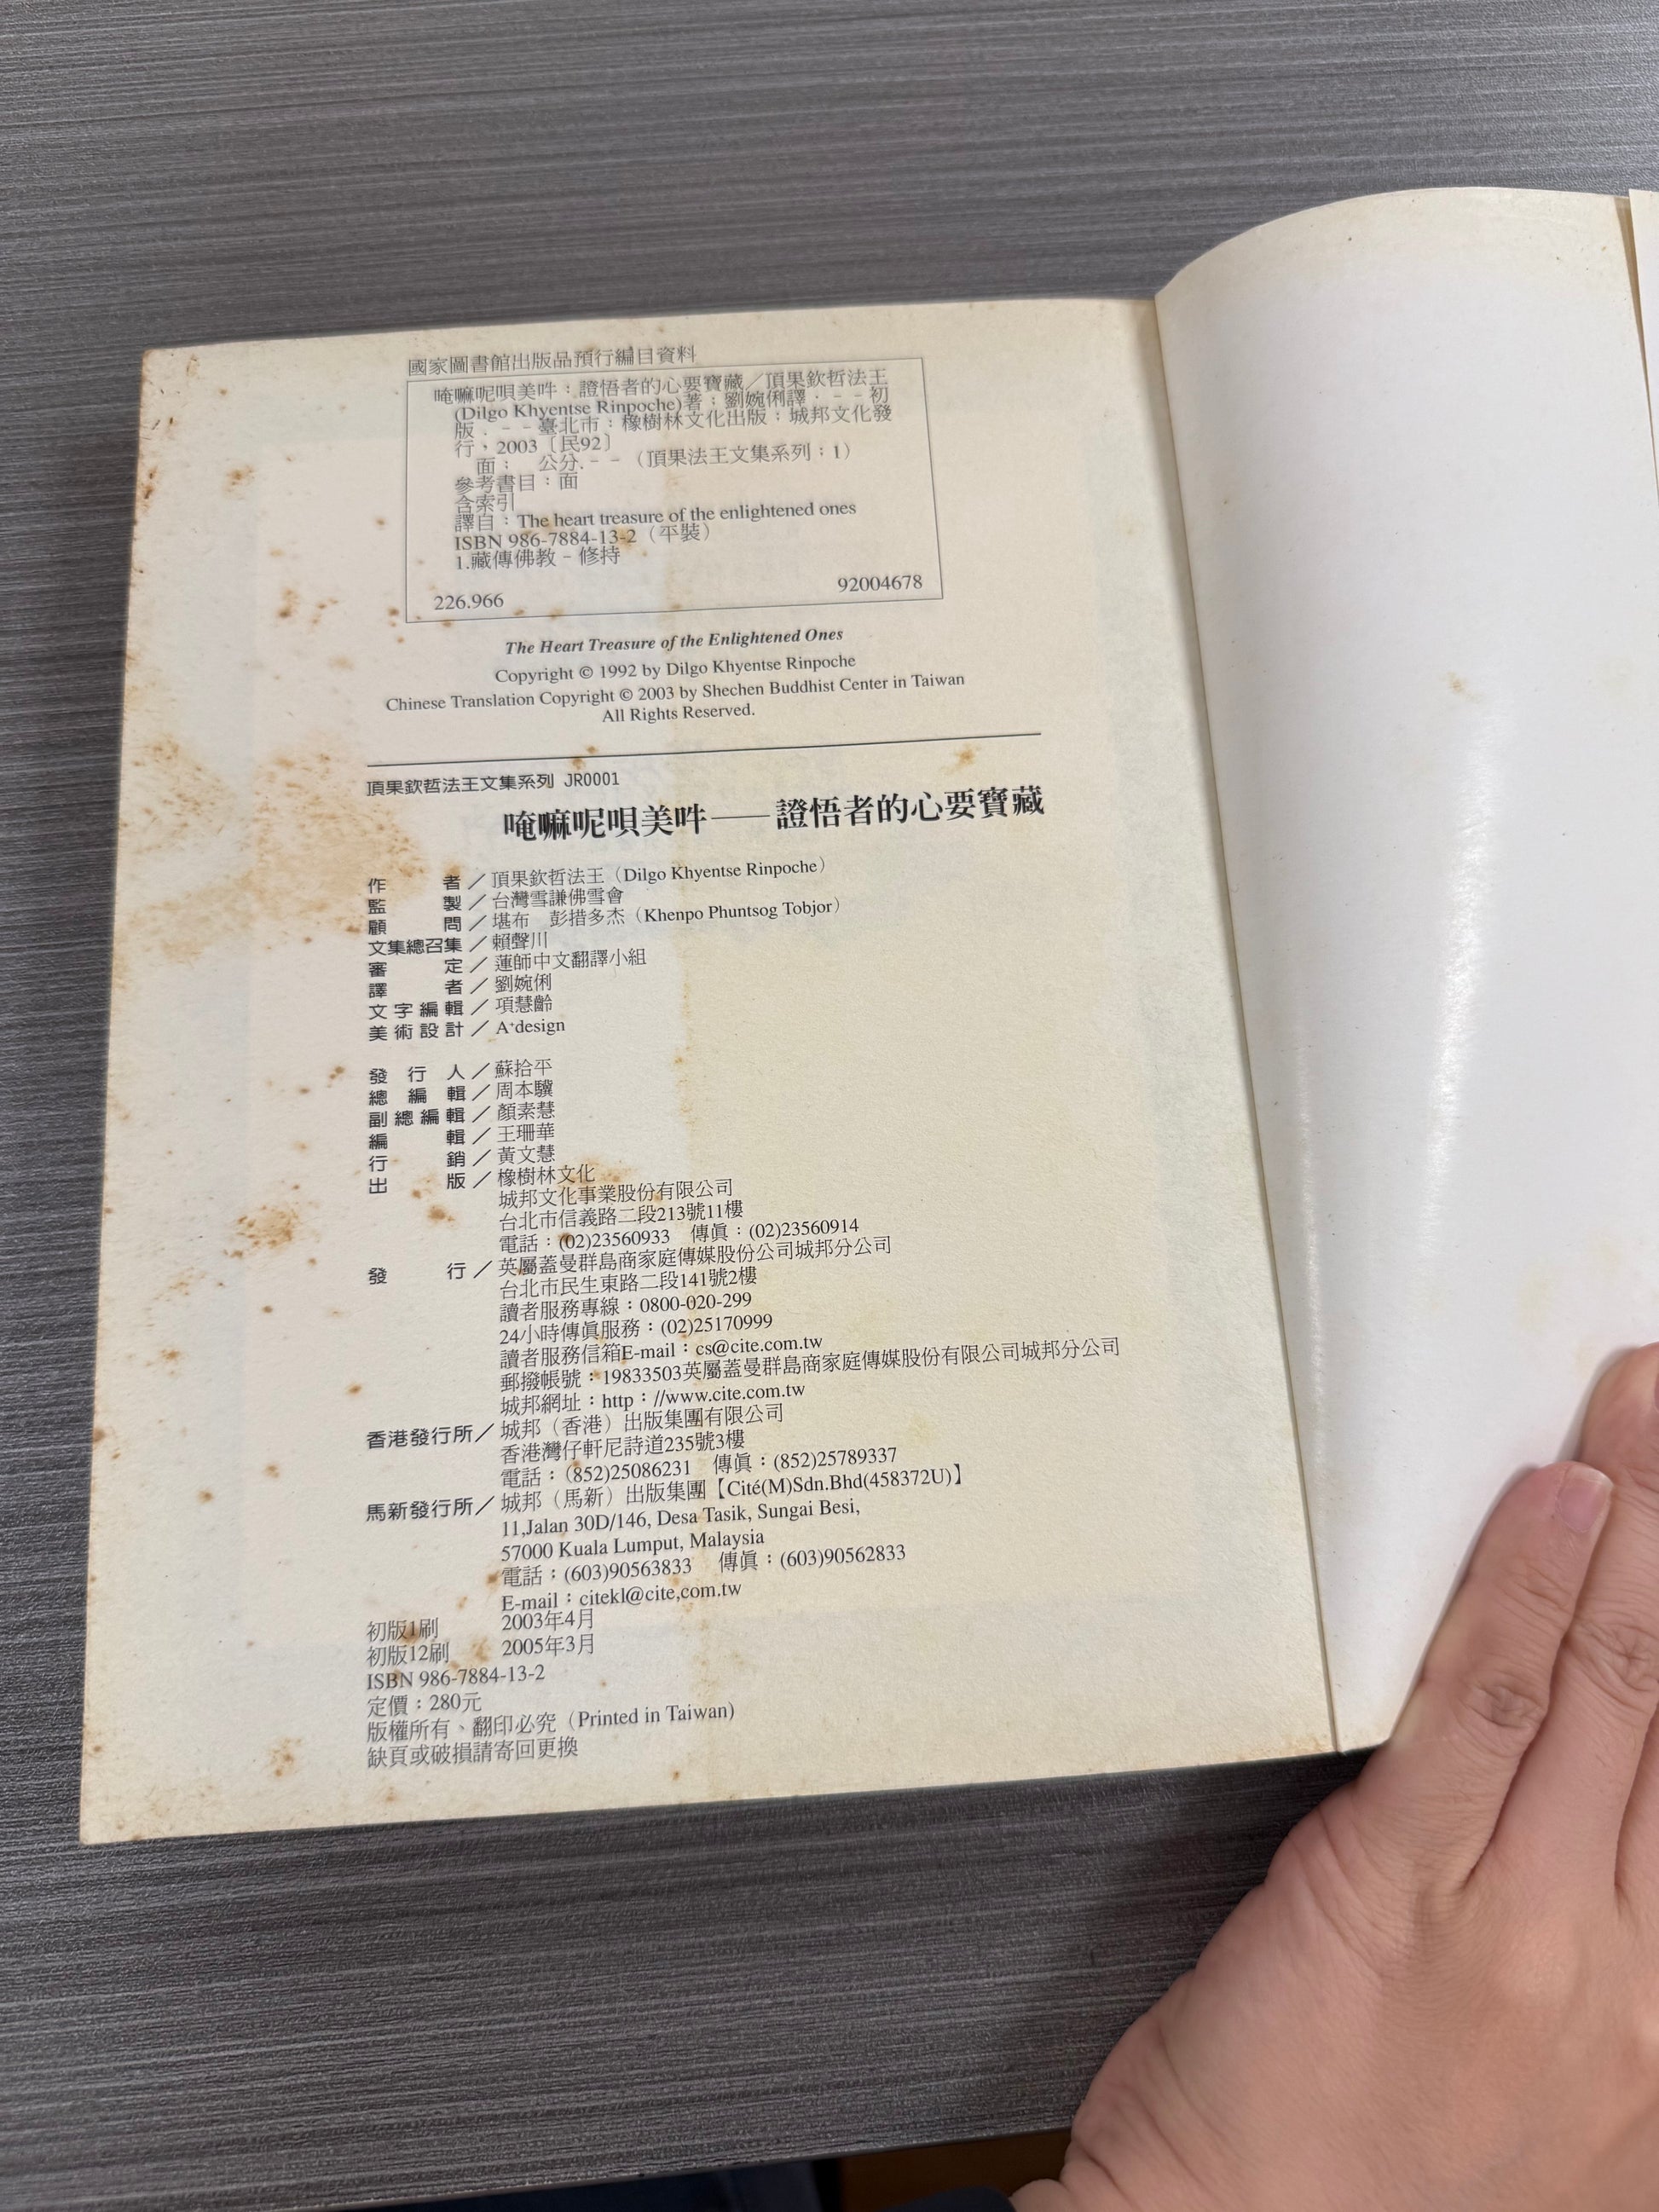 國家圖書館出版品預行編目資料
唵嘛呢唄美吽：證悟者的心要寶藏／頂果欽哲法王
(Dilgo Khyentse Rinpoche)著；劉婉俐譯．－－初
版．－－臺北市：橡樹林文化出版：城邦文化發
行，2003〔民92〕
面； 公分.－－（頂果法王文集系列；1）
參考書目：面
含索引
譯自：The heart treasure of the enlightened ones
ISBN 986-7884-13-2（平裝）
1.藏傳佛教－修持
226.966 92004678
The Heart Treasure of the Enlightened Ones
Copyright © 1992 by Dilgo Khyentse Rinpoche
Chinese Translation Copyright © 2003 by Shechen Buddhist Center in Taiwan
All Rights Reserved.
頂果欽哲法王文集系列 JR0001
唵嘛呢唄美吽——證悟者的心要寶藏
作者／頂果欽哲法王（Dilgo Khyentse Rinpoche）
監製／台灣雪謙佛雪會
顧問／堪布 彭措多杰（Khenpo Phuntsog Tobjor）
文集總召集／賴聲川
審定／蓮師中文翻譯小組
譯者／劉婉俐
文字編輯／項慧齡
美術設計／A+design
發行人／蘇拾平
總編輯／周本驥
副總編輯／顏素慧
編輯／王珊華
行銷／黃文慧
出版／橡樹林文化
城邦文化事業股份有限公司
台北市信義路二段213號11樓
電話：(02)23560933 傳真：(02)23560914
發行／英屬蓋曼群島商家庭傳媒股份公司城邦分公司
台北市民生東路二段141號2樓
讀者服務專線：0800-020-299
24小時傳真服務：(02)25170999
讀者服務信箱E-mail：cs@cite.com.tw
郵撥帳號：19833503英屬蓋曼群島商家庭傳媒股份有限公司城邦分公司
城邦網址：http：//www.cite.com.tw
香港發行所／城邦（香港）出版集團有限公司
香港灣仔軒尼詩道235號3樓
電話：(852)25086231 傳真：(852)25789337
馬新發行所／城邦（馬新）出版集團【Cité(M)Sdn.Bhd(458372U)】
11,Jalan 30D/146, Desa Tasik, Sungai Besi,
57000 Kuala Lumput, Malaysia
電話：(603)90563833 傳真：(603)90562833
E-mail：citekl@cite,com.tw
初版1刷 2003年4月
初版12刷 2005年3月
ISBN 986-7884-13-2
定價：280元
版權所有、翻印必究（Printed in Taiwan)
缺頁或破損請寄回更換